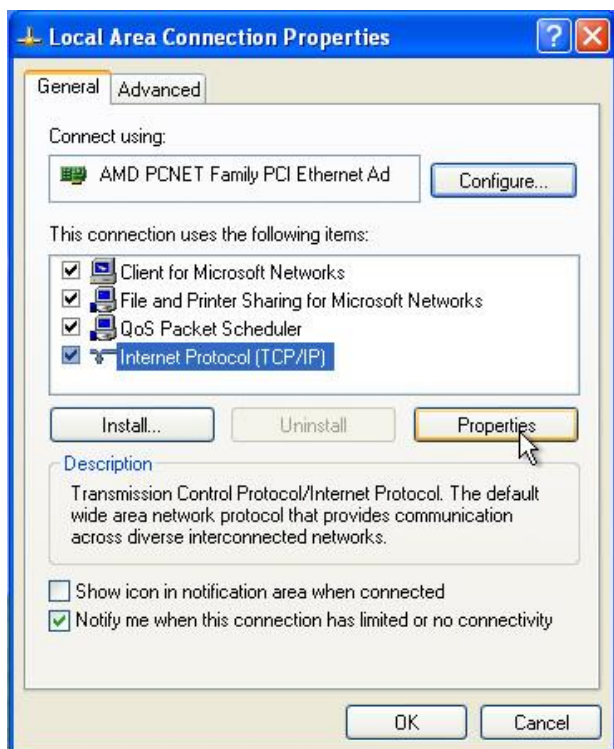 Local Area Connection Properties
General
Advanced
Connect using:
AMD PCNET Family PCI Ethernet Ad
Configure...
This connection uses the following items:
Client for Microsoft Networks
File and Printer Sharing for Microsoft Networks
QoS Packet Scheduler
Internet Protocol (TCP/IP)
Install...
Uninstall
Properties
Description
Transmission Control Protocol/Internet Protocol. The default
wide area network protocol that provides communication
across diverse interconnected networks.
Show icon in notification area when connected
Notify me when this connection has limited or no connectivity
OK
Cancel